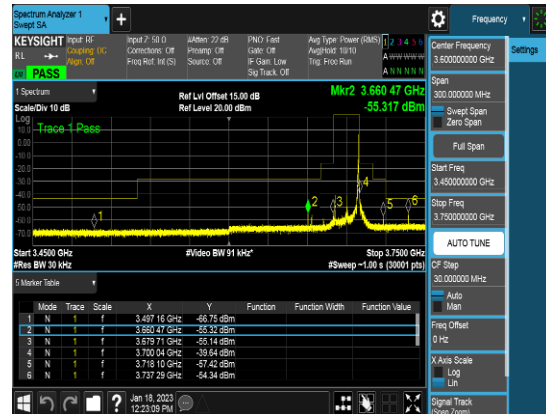 Spectrum Analyzer 1
Swept SA
Frequency
KEYSIGHT
RL
Input: RF
Coupling: DC
Align: Off
Input Z: 50 Ω
Corrections: Off
Freq Ref: Int (S)
#Atten: 22 dB
Preamp: Off
Source: Off
PNO: Fast
Gate: Off
IF Gain: Low
Sig Track: Off
Avg Type: Power (RMS)
Avg|Hold: 10/10
Trig: Free Run
1 2 3 4 5 6
A W W W W W
A N N N N N
PASS
1 Spectrum
Scale/Div 10 dB
Ref Lvl Offset 15.00 dB
Ref Level 20.00 dBm
Mkr2 3.660 47 GHz
-55.317 dBm
Log
Trace 1 Pass
10.0
0.00
-10.0
-20.0
-30.0
-40.0
-50.0
-60.0
-70.0
1
2
3
4
5
6
Start 3.4500 GHz
#Res BW 30 kHz
#Video BW 91 kHz*
Stop 3.7500 GHz
#Sweep ~1.00 s (30001 pts)
5 Marker Table
Mode Trace Scale X Y Function Function Width Function Value
1 N 1 f 3.497 16 GHz -66.75 dBm
2 N 1 f 3.660 47 GHz -55.32 dBm
3 N 1 f 3.679 71 GHz -55.14 dBm
4 N 1 f 3.700 04 GHz -39.64 dBm
5 N 1 f 3.718 10 GHz -57.42 dBm
6 N 1 f 3.737 29 GHz -54.34 dBm
Jan 18, 2023
12:23:09 PM
?
Center Frequency
3.600000000 GHz
Settings
Span
300.000000 MHz
Swept Span
Zero Span
Full Span
Start Freq
3.450000000 GHz
Stop Freq
3.750000000 GHz
AUTO TUNE
CF Step
30.000000 MHz
Auto
Man
Freq Offset
0 Hz
X Axis Scale
Log
Lin
Signal Track
(Span Zoom)